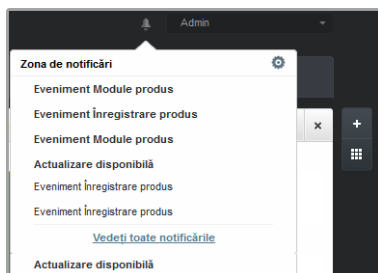 Admin
Zona de notificări
Eveniment Module produs
Eveniment Înregistrare produs
Eveniment Module produs
Actualizare disponibilă
Eveniment Înregistrare produs
Eveniment Înregistrare produs
Vedeți toate notificările
Actualizare disponibilă